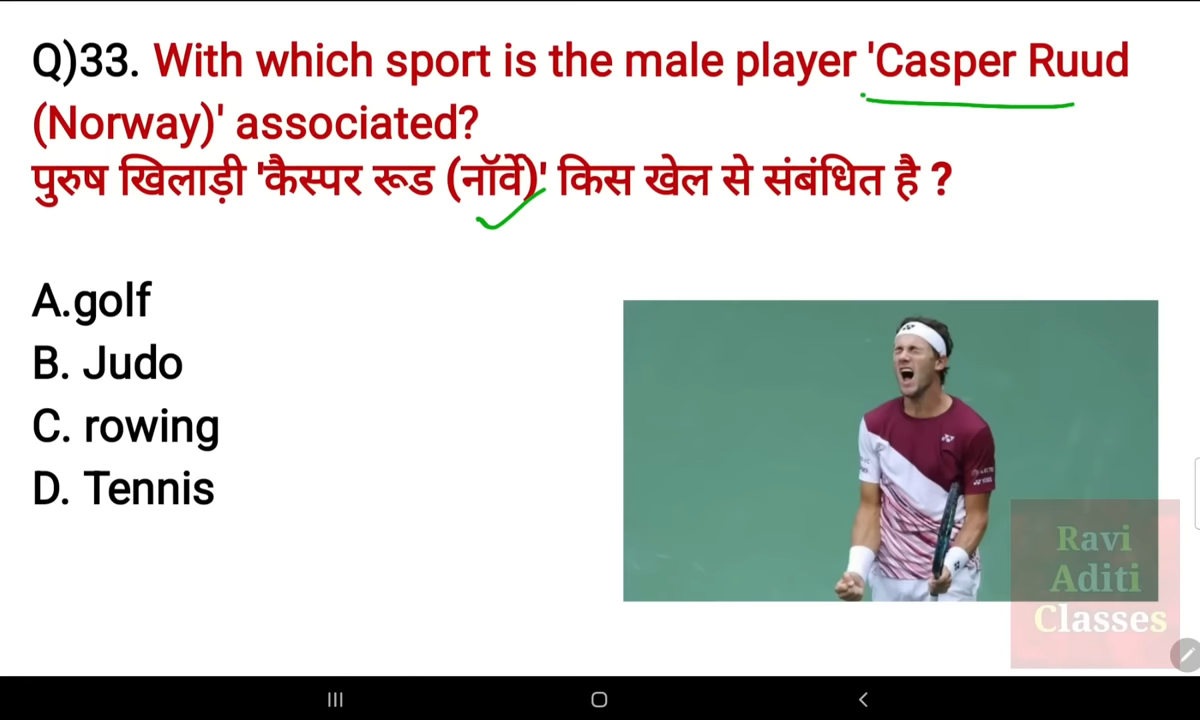 Q)33. With which sport is the male player 'Casper Ruud
(Norway)' associated?
पुरुष खिलाड़ी 'कैस्पर रूड (नॉर्वे)' किस खेल से संबंधित है ?
A.golf
B. Judo
C. rowing
D. Tennis
Ravi
Aditi
Classes